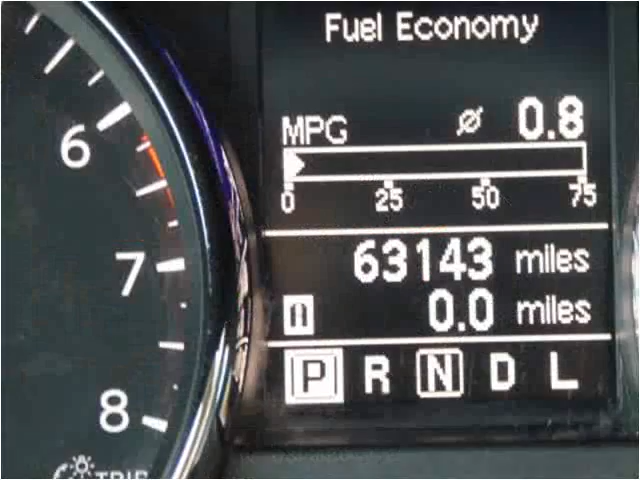 Fuel Economy
MPG ⌀ 0.8
0 25 50 75
63143 miles
0.0 miles
P R N D L
6
7
8
TRIP